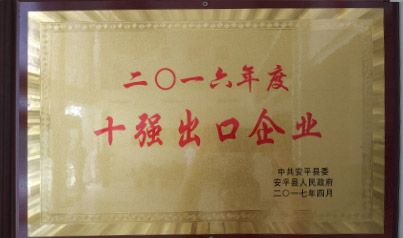 二〇一六年度
十强出口企业
中共安平县委
安平县人民政府
二〇一七年四月